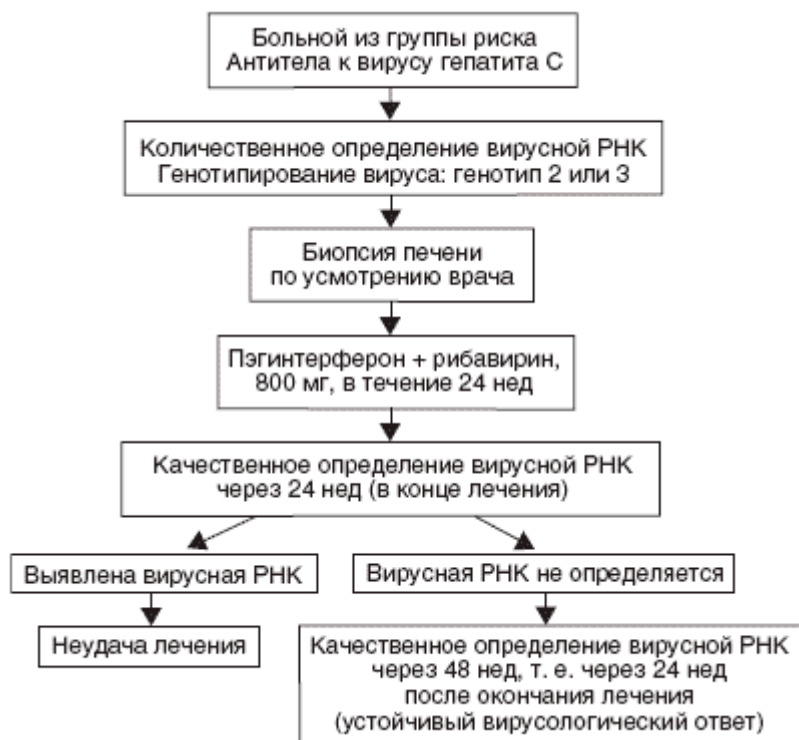 Больной из группы риска
Антитела к вирусу гепатита С
Количественное определение вирусной РНК
Генотипирование вируса: генотип 2 или 3
Биопсия печени
по усмотрению врача
Пэгинтерферон + рибавирин,
800 мг, в течение 24 нед
Качественное определение вирусной РНК
через 24 нед (в конце лечения)
Выявлена вирусная РНК
Вирусная РНК не определяется
Неудача лечения
Качественное определение вирусной РНК
через 48 нед, т. е. через 24 нед
после окончания лечения
(устойчивый вирусологический ответ)